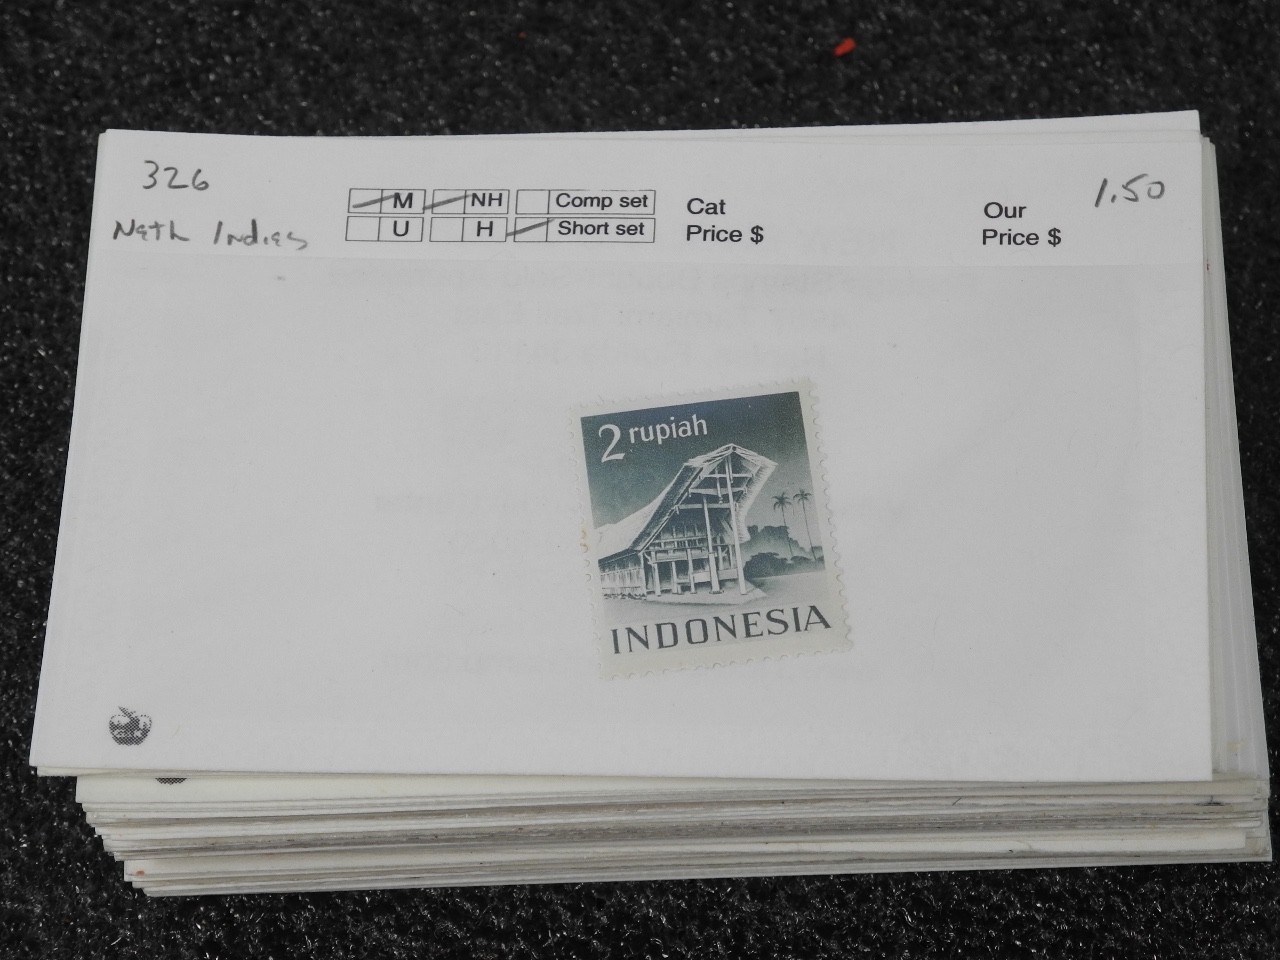 326
Neth Indies
M NH Comp set
U H Short set
Cat
Price $
Our
Price $
1.50
2 rupiah
INDONESIA